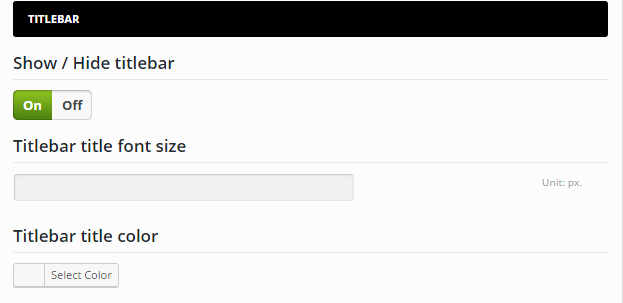 TITLEBAR
Show / Hide titlebar
On Off
Titlebar title font size
Unit: px.
Titlebar title color
Select Color